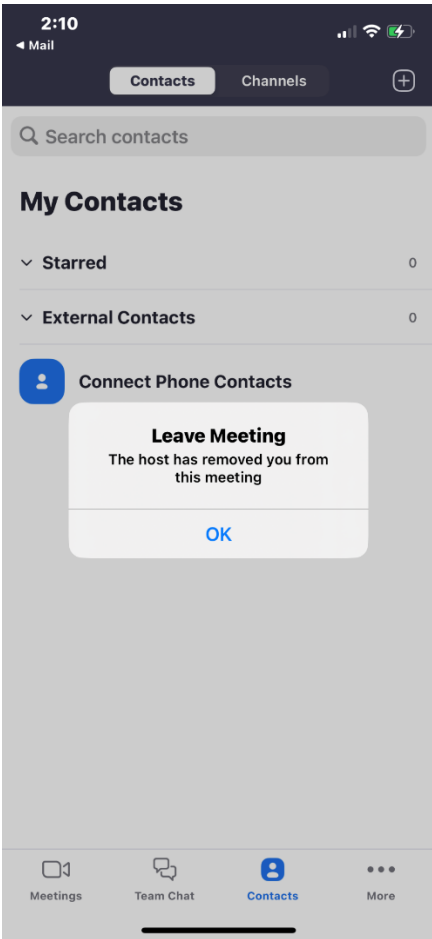 2:10
Mail
Contacts Channels
Search contacts
My Contacts
Starred 0
External Contacts 0
Connect Phone Contacts
Leave Meeting
The host has removed you from
this meeting
OK
Meetings Team Chat Contacts More